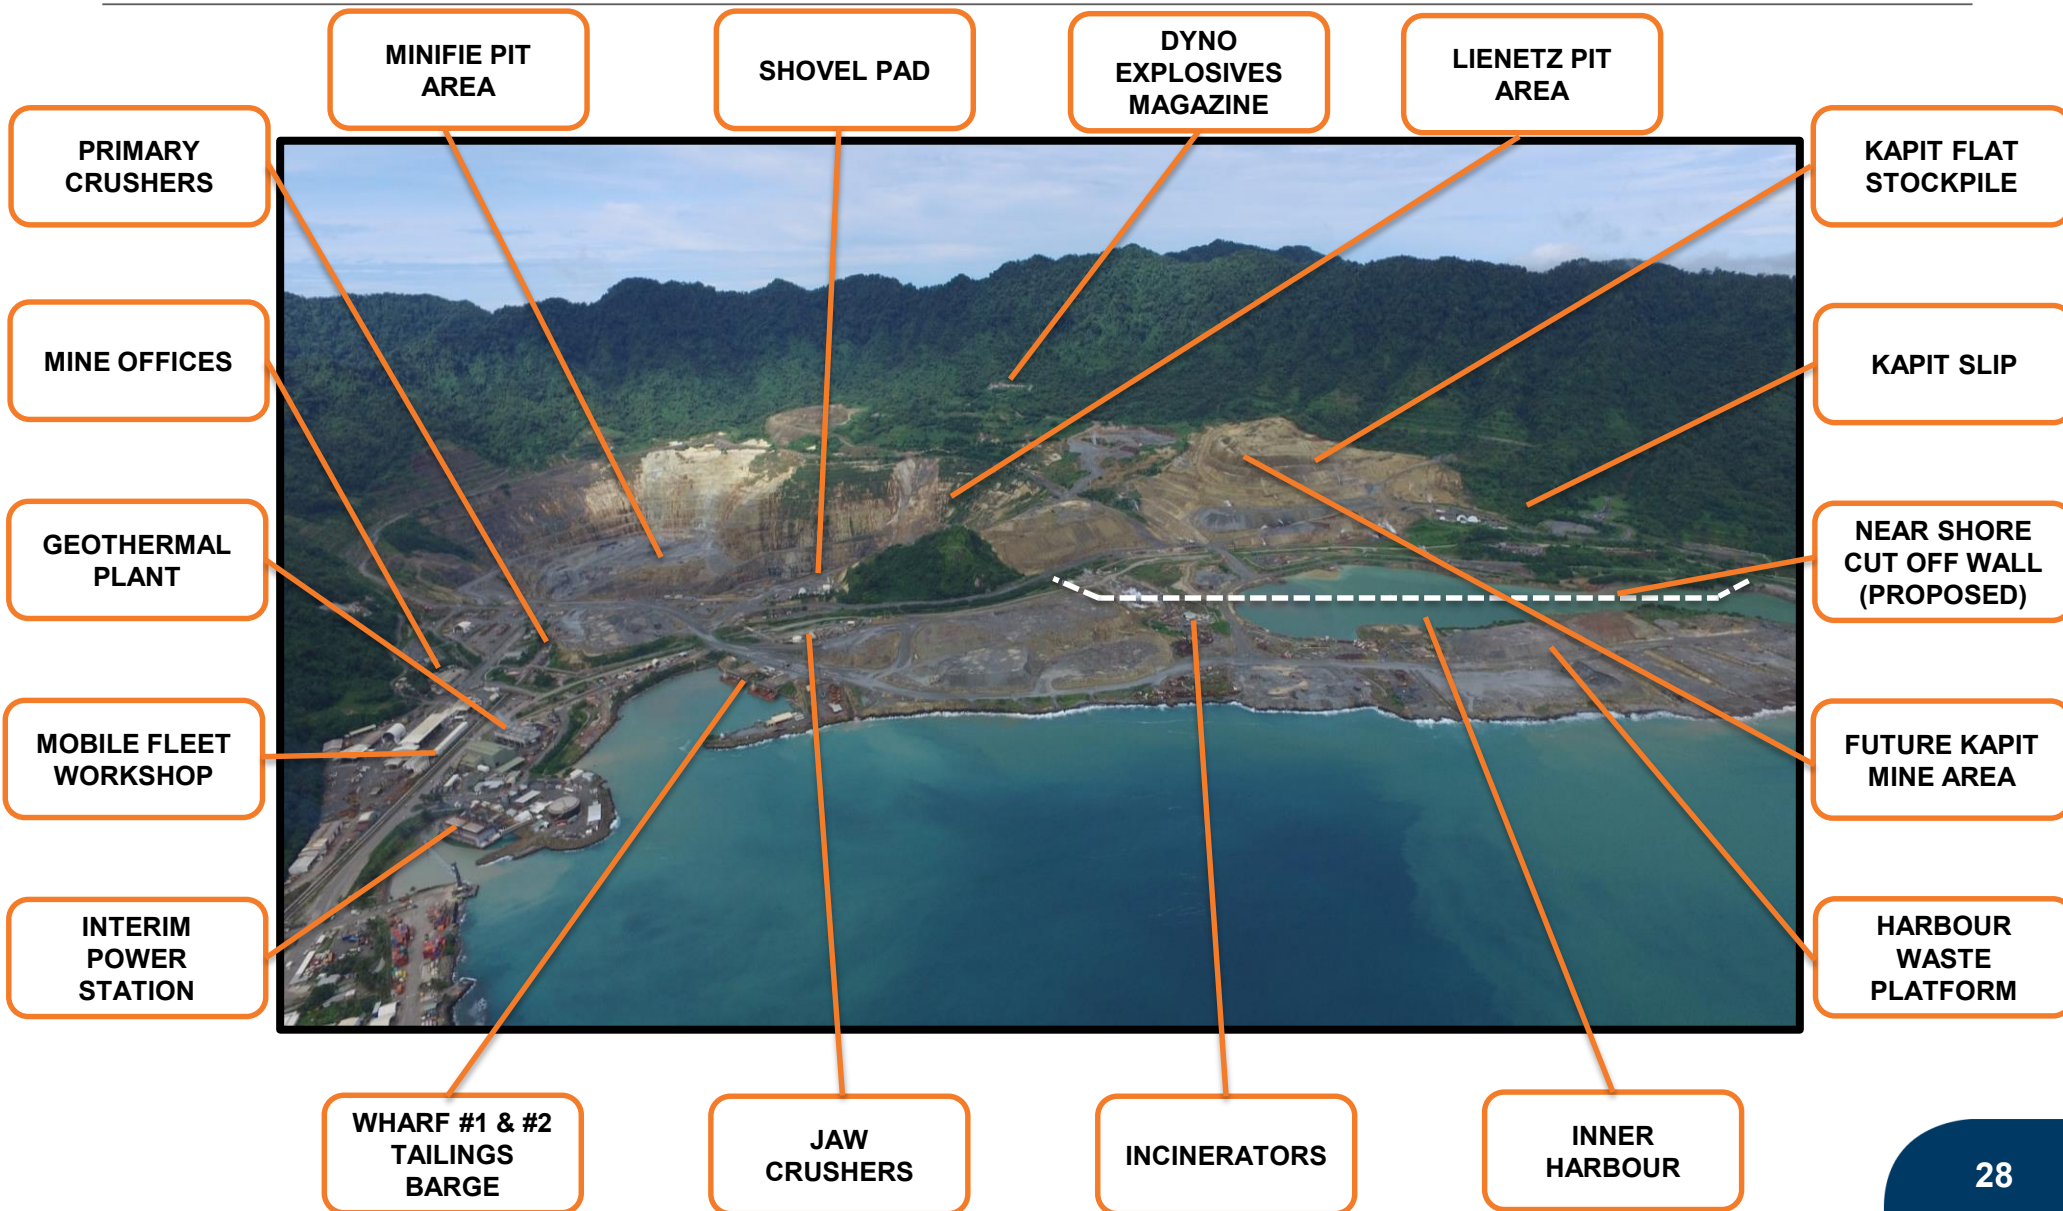 MINIFIE PIT
AREA
SHOVEL PAD
DYNO
EXPLOSIVES
MAGAZINE
LIENETZ PIT
AREA
PRIMARY
CRUSHERS
MINE OFFICES
GEOTHERMAL
PLANT
MOBILE FLEET
WORKSHOP
INTERIM
POWER
STATION
KAPIT FLAT
STOCKPILE
KAPIT SLIP
NEAR SHORE
CUT OFF WALL
(PROPOSED)
FUTURE KAPIT
MINE AREA
HARBOUR
WASTE
PLATFORM
WHARF #1 & #2
TAILINGS
BARGE
JAW
CRUSHERS
INCINERATORS
INNER
HARBOUR
28